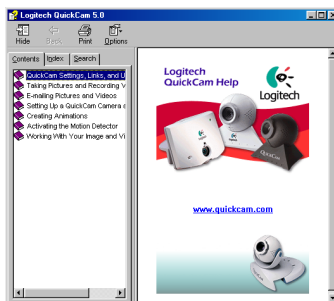 Logitech QuickCam 5.0
Hide Back Print Options
Contents Index Search
QuickCam Settings, Links, and U
Taking Pictures and Recording V
E-mailing Pictures and Videos
Setting Up a QuickCam Camera a
Creating Animations
Activating the Motion Detector
Working With Your Image and Vi
Logitech
QuickCam Help
Logitech
www.quickcam.com